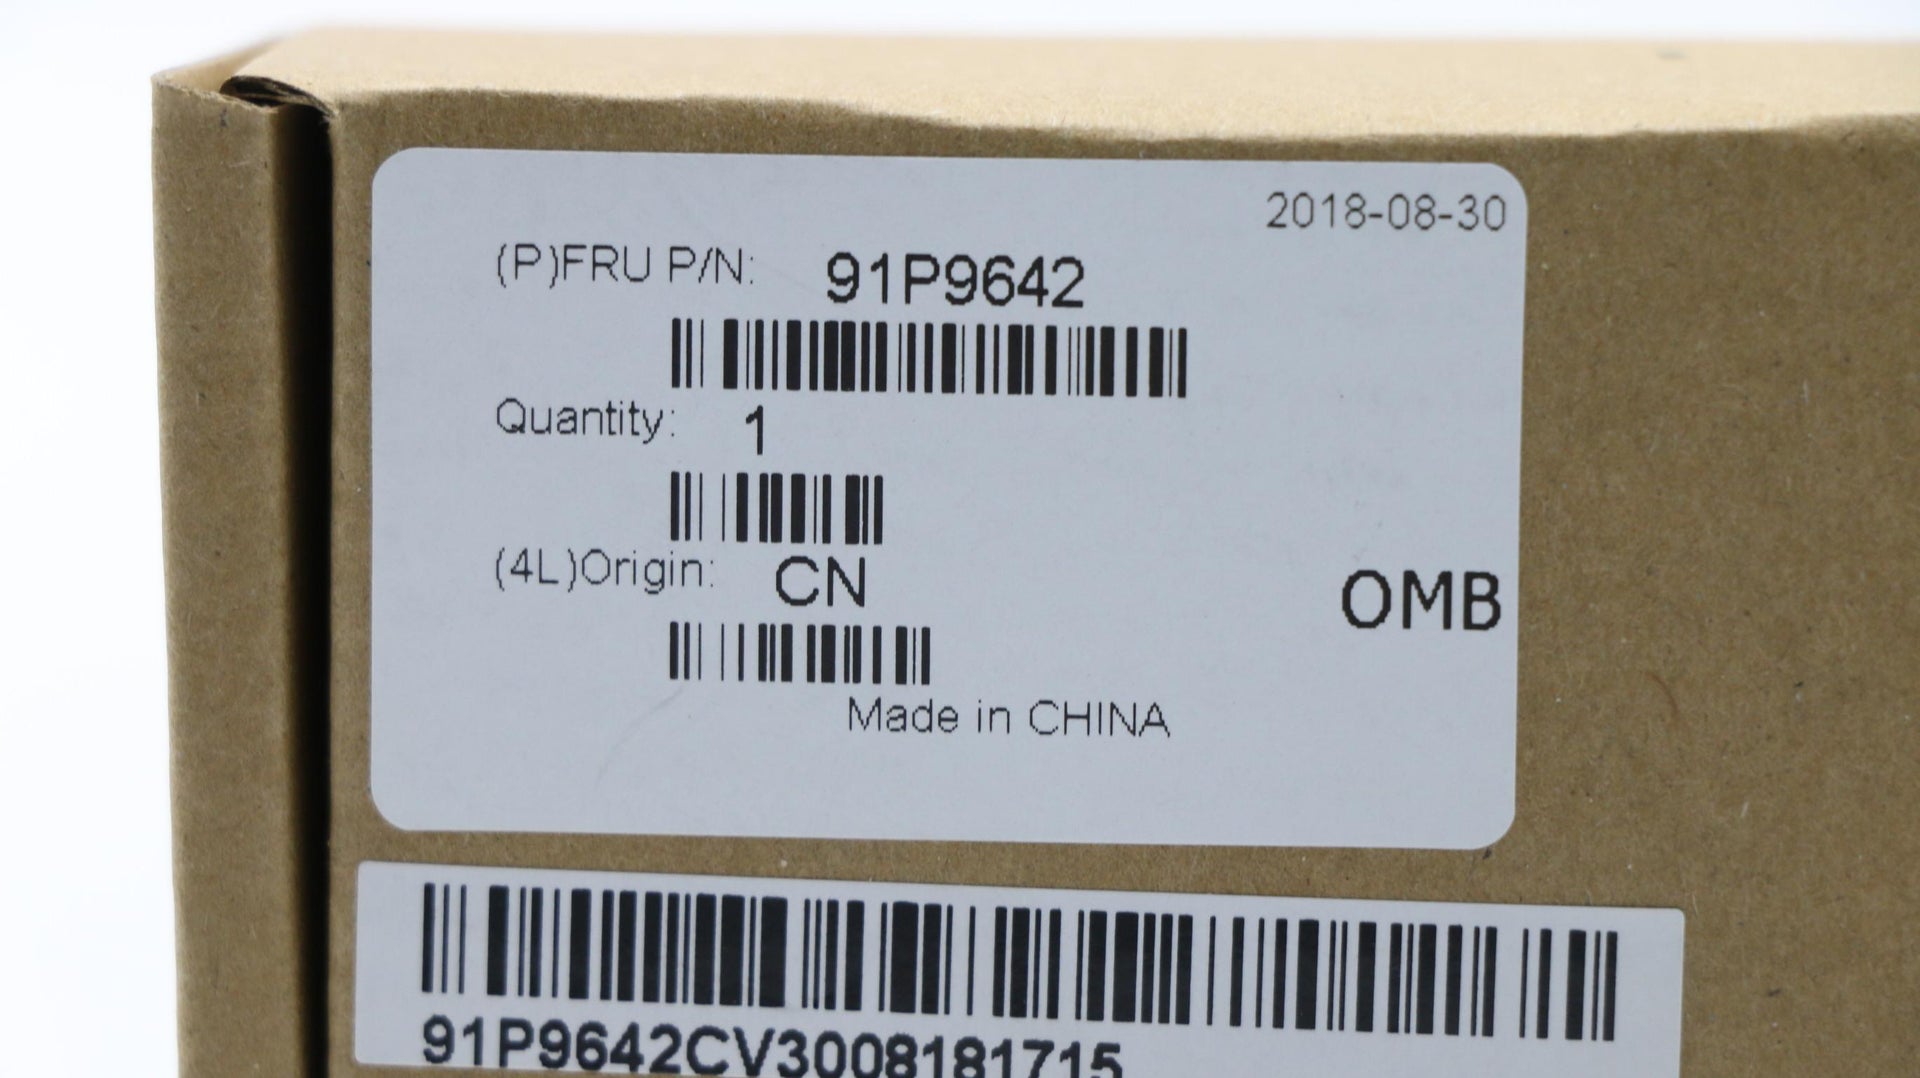 2018-08-30
(P)FRU P/N: 91P9642
Quantity: 1
(4L)Origin: CN
OMB
Made in CHINA
91P9642CV3008181715